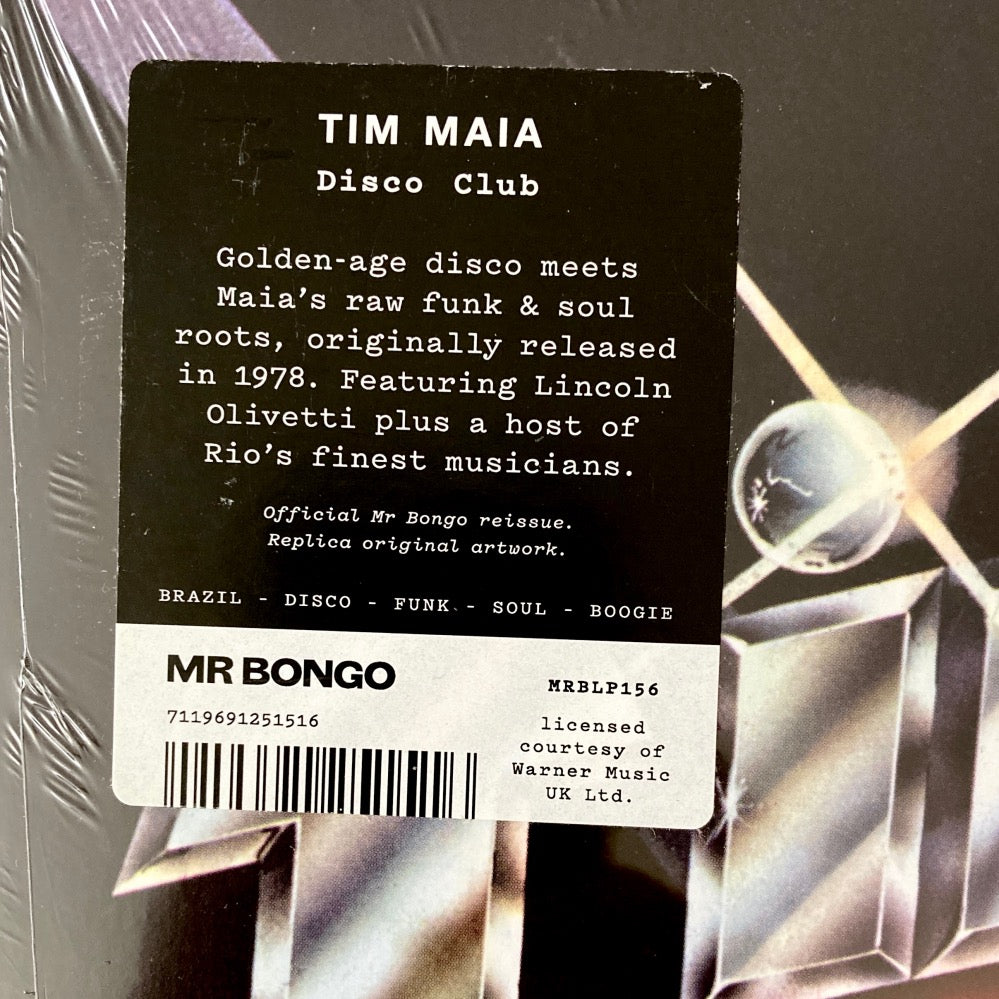 TIM MAIA
Disco Club
Golden-age disco meets
Maia’s raw funk & soul
roots, originally released
in 1978. Featuring Lincoln
Olivetti plus a host of
Rio’s finest musicians.
Official Mr Bongo reissue.
Replica original artwork.
BRAZIL - DISCO - FUNK - SOUL - BOOGIE
MR BONGO
7119691251516
MRBLP156
licensed
courtesy of
Warner Music
UK Ltd.